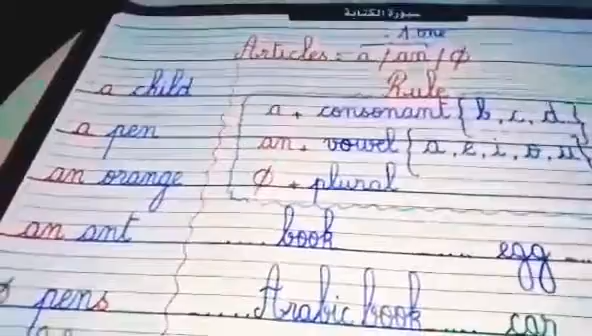 سبورة الكتابة
1 one
Articles = a / an / ∅
Rule
a child
a + consonant { b, c, d }
a pen
an + vowel { a, e, i, o, u }
an orange
∅ + plural
an ant
..... book ..... egg ....
∅ pens
..... Arabic book ..... car